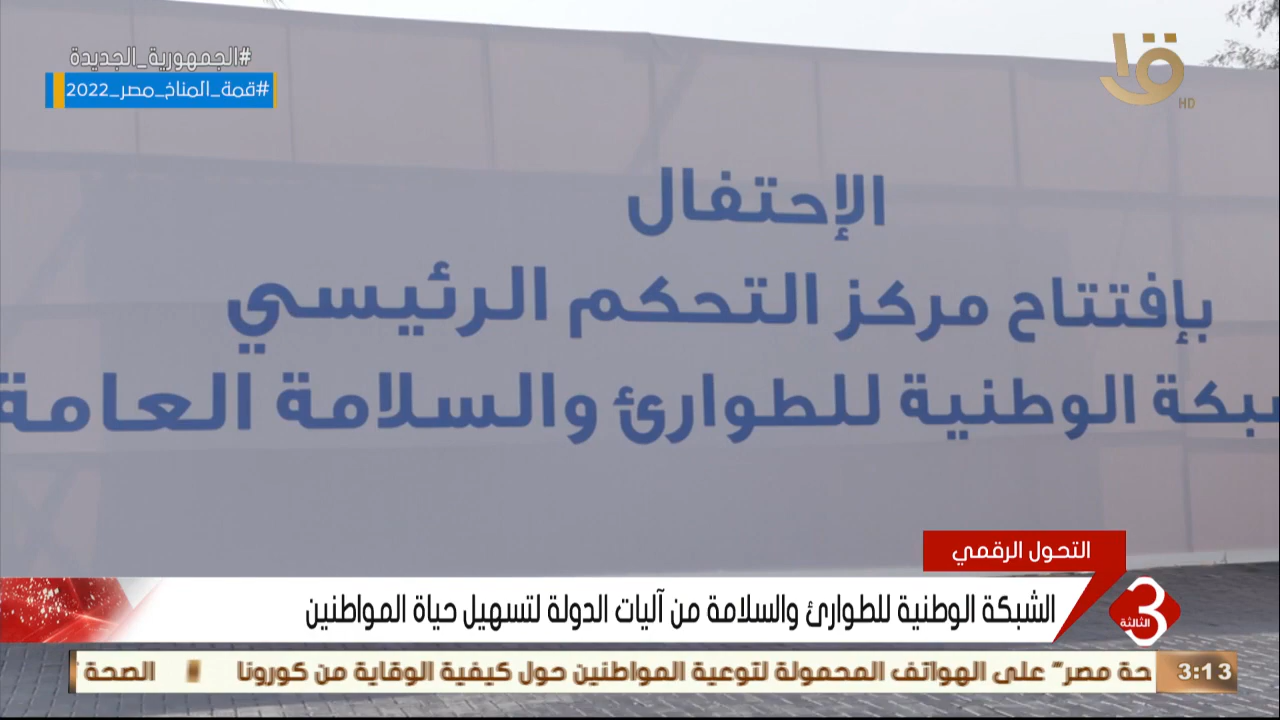 #الجمهورية_الجديدة
#قمة_المناخ_مصر_2022
HD
الإحتفال
بإفتتاح مركز التحكم الرئيسي
الوطنية للطوارئ والسلامة العامة
التحول الرقمي
الشبكة الوطنية للطوارئ والسلامة من آليات الدولة لتسهيل حياة المواطنين
3 الثالثة
مصر" على الهواتف المحمولة لتوعية المواطنين حول كيفية الوقاية من كورونا الصحة
3:13